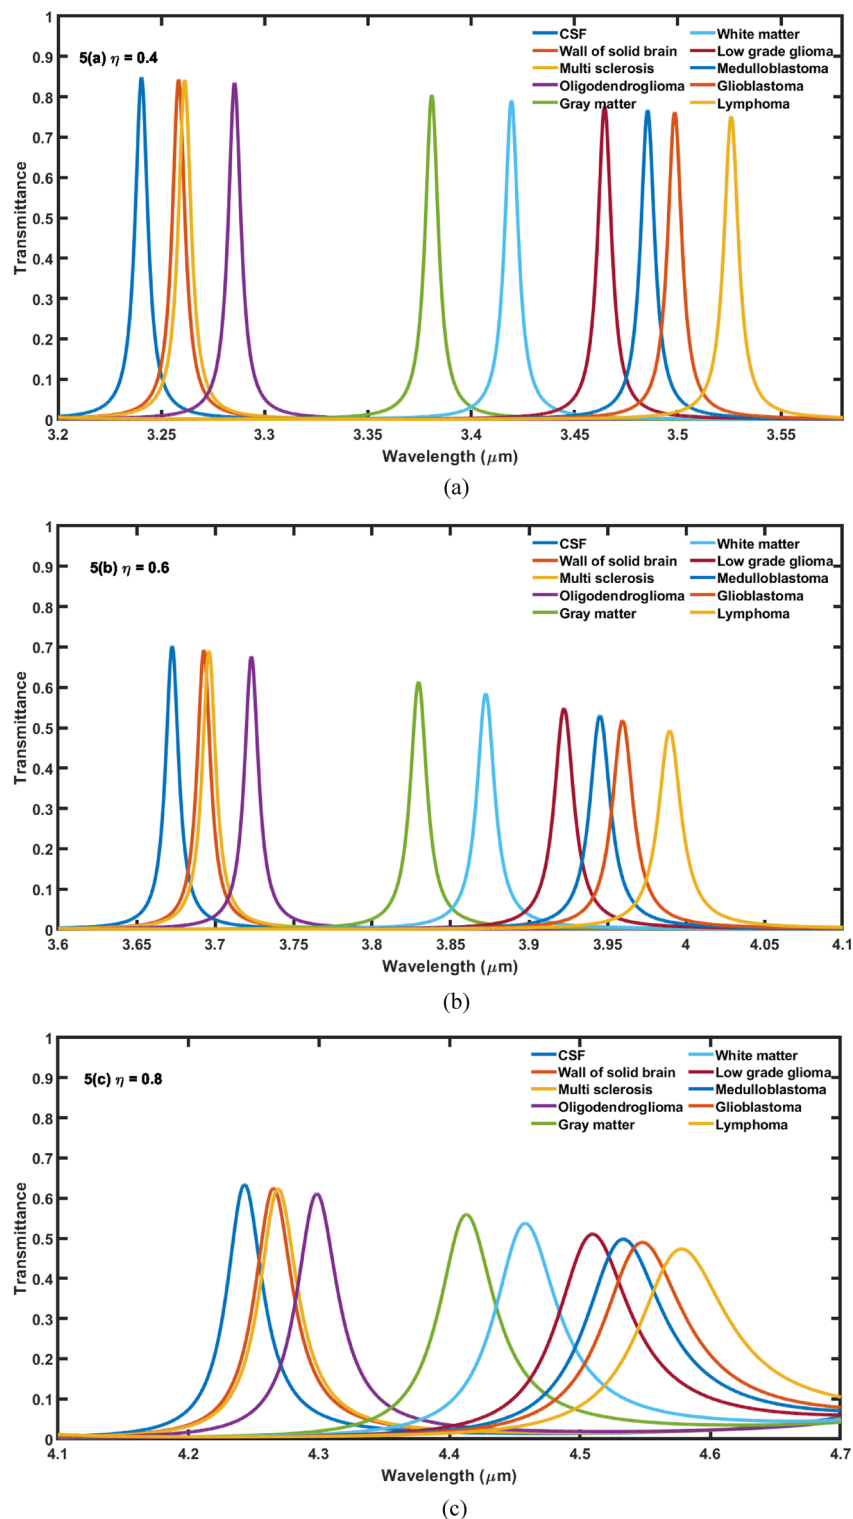 5(a) η = 0.4
CSF
Wall of solid brain
Multi sclerosis
Oligodendroglioma
Gray matter
White matter
Low grade glioma
Medulloblastoma
Glioblastoma
Lymphoma
Transmittance
1
0.9
0.8
0.7
0.6
0.5
0.4
0.3
0.2
0.1
0
3.2 3.25 3.3 3.35 3.4 3.45 3.5 3.55
Wavelength (μm)
(a)
5(b) η = 0.6
CSF
Wall of solid brain
Multi sclerosis
Oligodendroglioma
Gray matter
White matter
Low grade glioma
Medulloblastoma
Glioblastoma
Lymphoma
Transmittance
1
0.9
0.8
0.7
0.6
0.5
0.4
0.3
0.2
0.1
0
3.6 3.65 3.7 3.75 3.8 3.85 3.9 3.95 4 4.05 4.1
Wavelength (μm)
(b)
5(c) η = 0.8
CSF
Wall of solid brain
Multi sclerosis
Oligodendroglioma
Gray matter
White matter
Low grade glioma
Medulloblastoma
Glioblastoma
Lymphoma
Transmittance
1
0.9
0.8
0.7
0.6
0.5
0.4
0.3
0.2
0.1
0
4.1 4.2 4.3 4.4 4.5 4.6 4.7
Wavelength (μm)
(c)